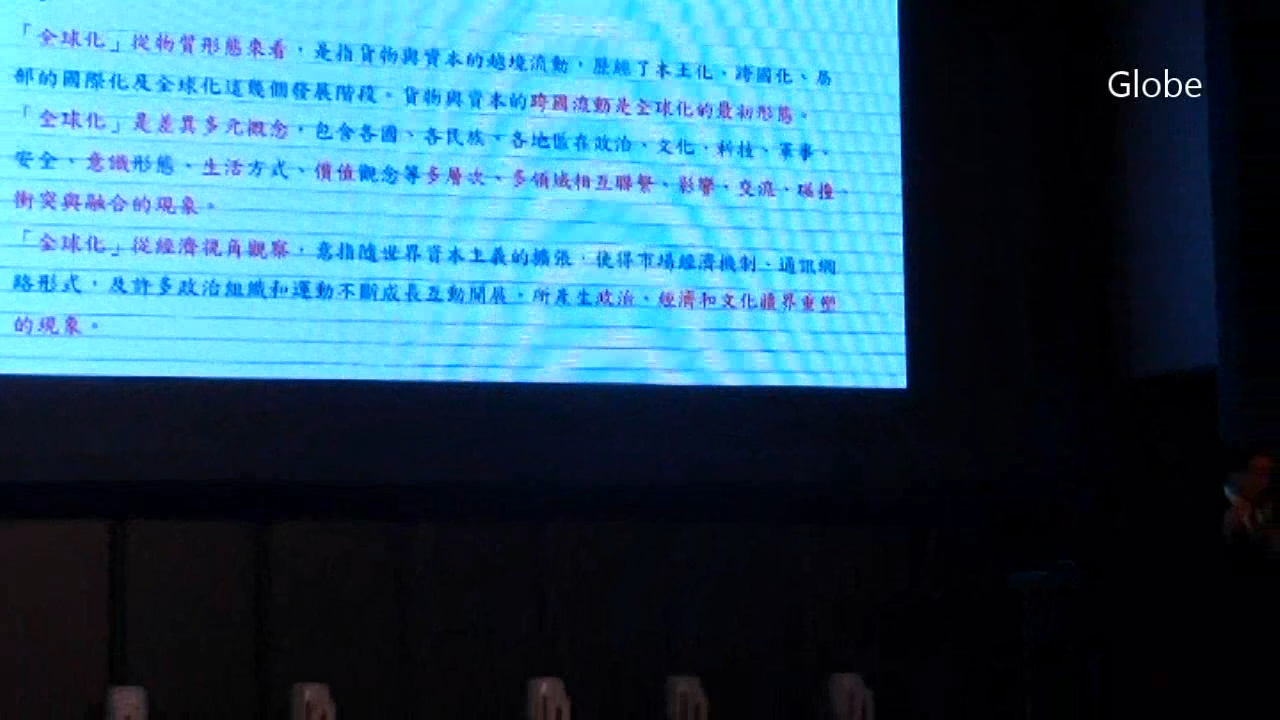 「全球化」從物質形態來看，是指貨物與資本的越境流動，歷經了本土化、跨國化、局
部的國際化及全球化這幾個發展階段。貨物與資本的跨國流動是全球化的最初形態。
「全球化」是差異多元概念，包含各國、各民族、各地區在政治、文化、科技、軍事、
安全、意識形態、生活方式、價值觀念等多層次、多領域相互聯繫、影響、交流、碰撞、
衝突與融合的現象。
「全球化」從經濟視角觀察，意指隨世界資本主義的擴張，使得市場經濟機制、通訊網
路形式，及許多政治組織和運動不斷成長互動開展，所產生政治、經濟和文化疆界重塑
的現象。
Globe